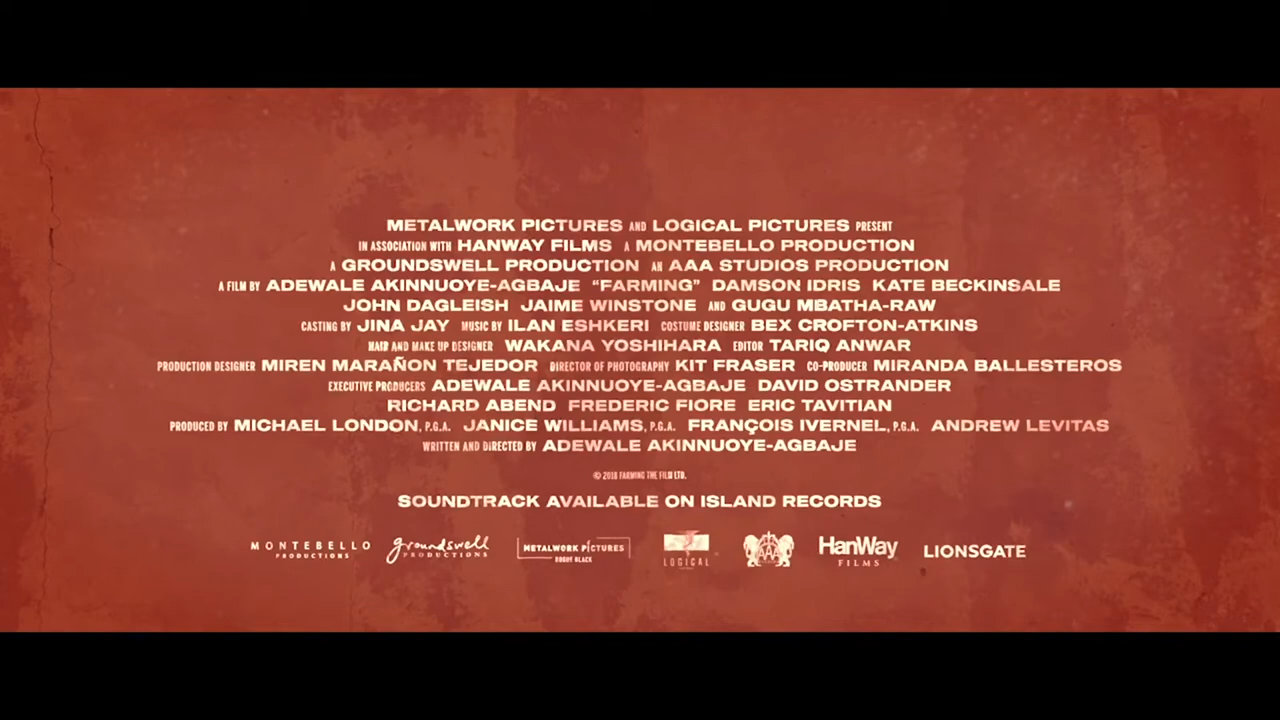 METALWORK PICTURES AND LOGICAL PICTURES PRESENT
IN ASSOCIATION WITH HANWAY FILMS A MONTEBELLO PRODUCTION
A GROUNDSWELL PRODUCTION AN AAA STUDIOS PRODUCTION
A FILM BY ADEWALE AKINNUOYE-AGBAJE “FARMING” DAMSON IDRIS KATE BECKINSALE
JOHN DAGLEISH JAIME WINSTONE AND GUGU MBATHA-RAW
CASTING BY JINA JAY MUSIC BY ILAN ESHKERI COSTUME DESIGNER BEX CROFTON-ATKINS
HAIR AND MAKE UP DESIGNER WAKANA YOSHIHARA EDITOR TARIQ ANWAR
PRODUCTION DESIGNER MIREN MARAÑON TEJEDOR DIRECTOR OF PHOTOGRAPHY KIT FRASER CO-PRODUCER MIRANDA BALLESTEROS
EXECUTIVE PRODUCERS ADEWALE AKINNUOYE-AGBAJE DAVID OSTRANDER
RICHARD ABEND FREDERIC FIORE ERIC TAVITIAN
PRODUCED BY MICHAEL LONDON, P.G.A. JANICE WILLIAMS, P.G.A. FRANÇOIS IVERNEL, P.G.A. ANDREW LEVITAS
WRITTEN AND DIRECTED BY ADEWALE AKINNUOYE-AGBAJE
© 2018 FARMING THE FILM LTD.
SOUNDTRACK AVAILABLE ON ISLAND RECORDS
MONTEBELLO PRODUCTIONS
groundswell PRODUCTIONS
METALWORK PICTURES ROGUE BLACK
LOGICAL
AAA
HanWay FILMS
LIONSGATE